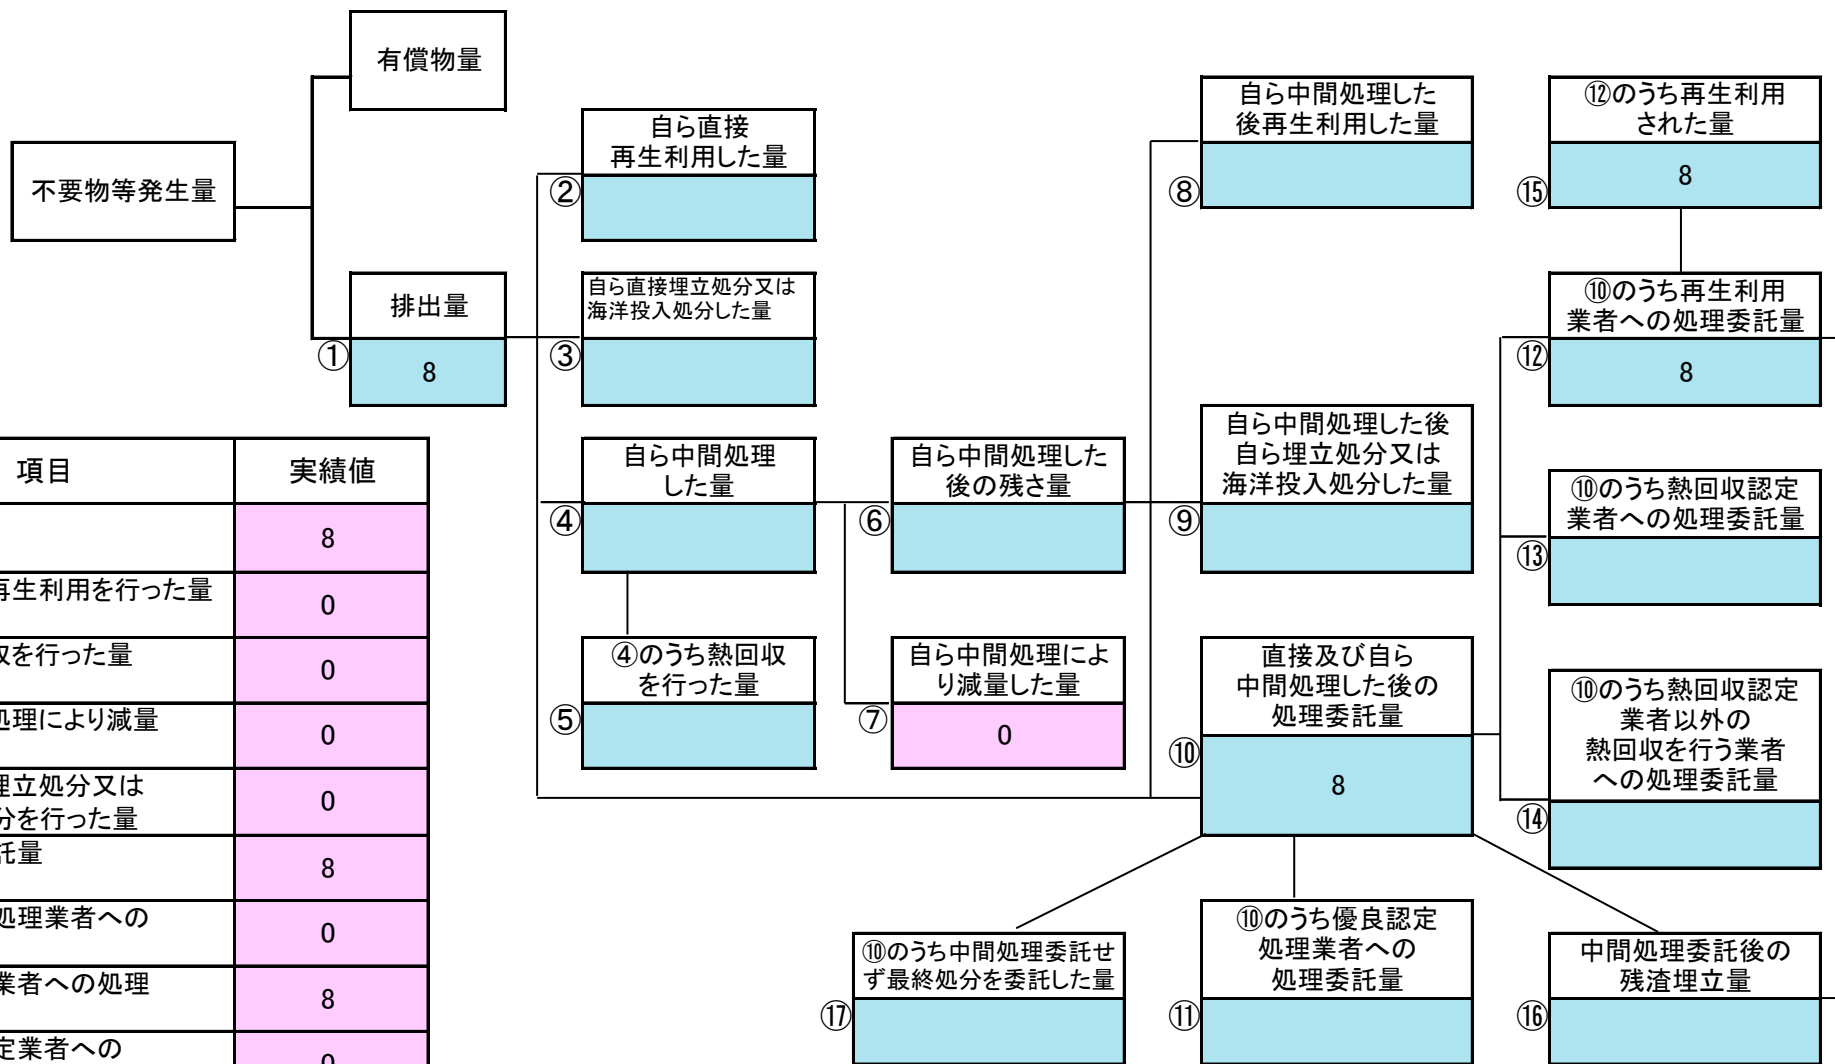 有償物量
不要物等発生量
排出量
①
8
自ら直接
再生利用した量
②
自ら直接埋立処分又は
海洋投入処分した量
③
自ら中間処理
した量
④
④のうち熱回収
を行った量
⑤
自ら中間処理した
後の残さ量
⑥
自ら中間処理によ
り減量した量
⑦
0
自ら中間処理した
後再生利用した量
⑧
自ら中間処理した後
自ら埋立処分又は
海洋投入処分した量
⑨
直接及び自ら
中間処理した後の
処理委託量
⑩
8
⑫のうち再生利用
された量
⑮
8
⑩のうち再生利用
業者への処理委託量
⑫
8
⑩のうち熱回収認定
業者への処理委託量
⑬
⑩のうち熱回収認定
業者以外の
熱回収を行う業者
への処理委託量
⑭
⑩のうち中間処理委託せ
ず最終処分を委託した量
⑰
⑩のうち優良認定
処理業者への
処理委託量
⑪
中間処理委託後の
残渣埋立量
⑯
項目 実績値
8
再生利用を行った量
0
を行った量
0
処理により減量
0
埋立処分又は
を行った量
0
託量
8
処理業者への
0
業者への処理
8
定業者への
0